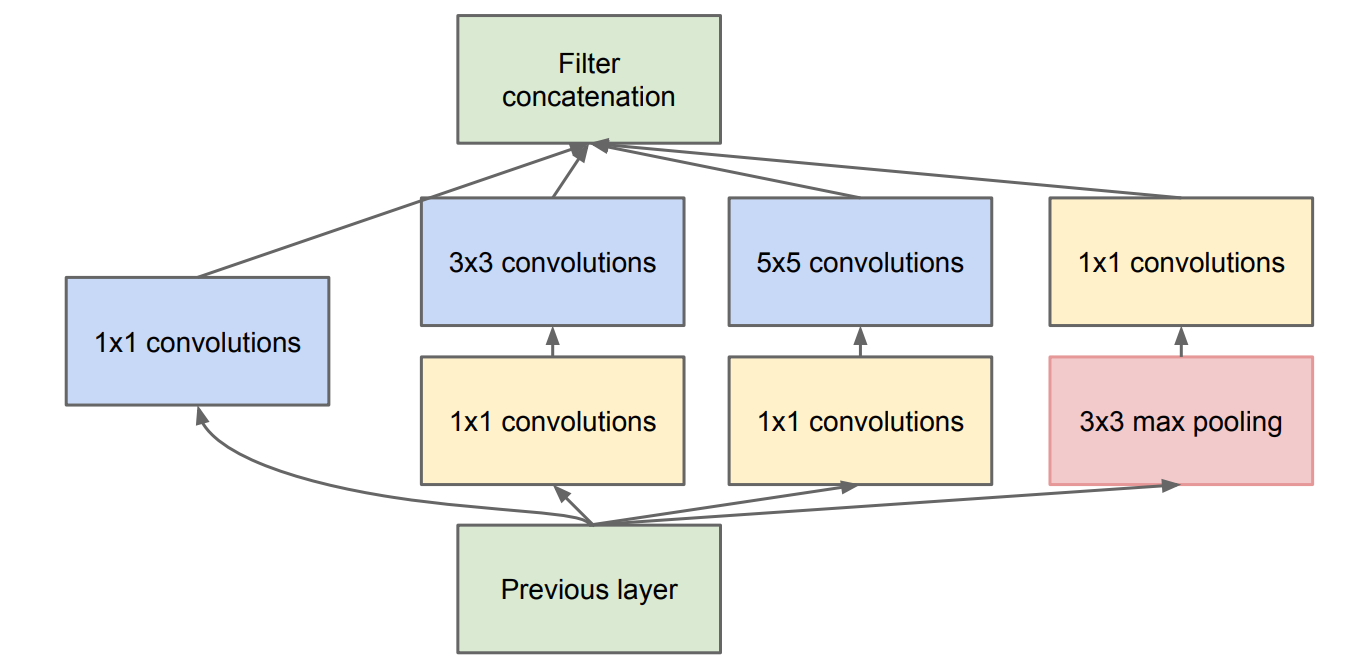 Filter
concatenation
3x3 convolutions
5x5 convolutions
1x1 convolutions
1x1 convolutions
1x1 convolutions
1x1 convolutions
3x3 max pooling
Previous layer